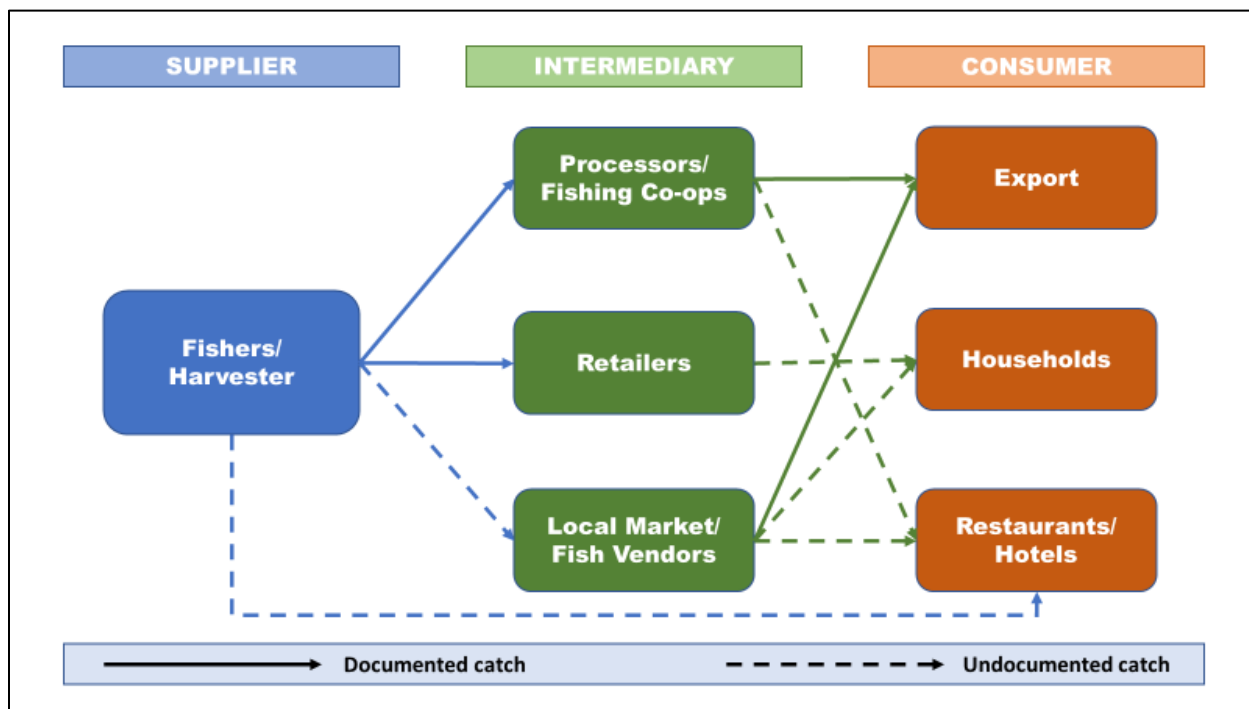 SUPPLIER
INTERMEDIARY
CONSUMER
Processors/
Fishing Co-ops
Export
Fishers/
Harvester
Retailers
Households
Local Market/
Fish Vendors
Restaurants/
Hotels
Documented catch
Undocumented catch